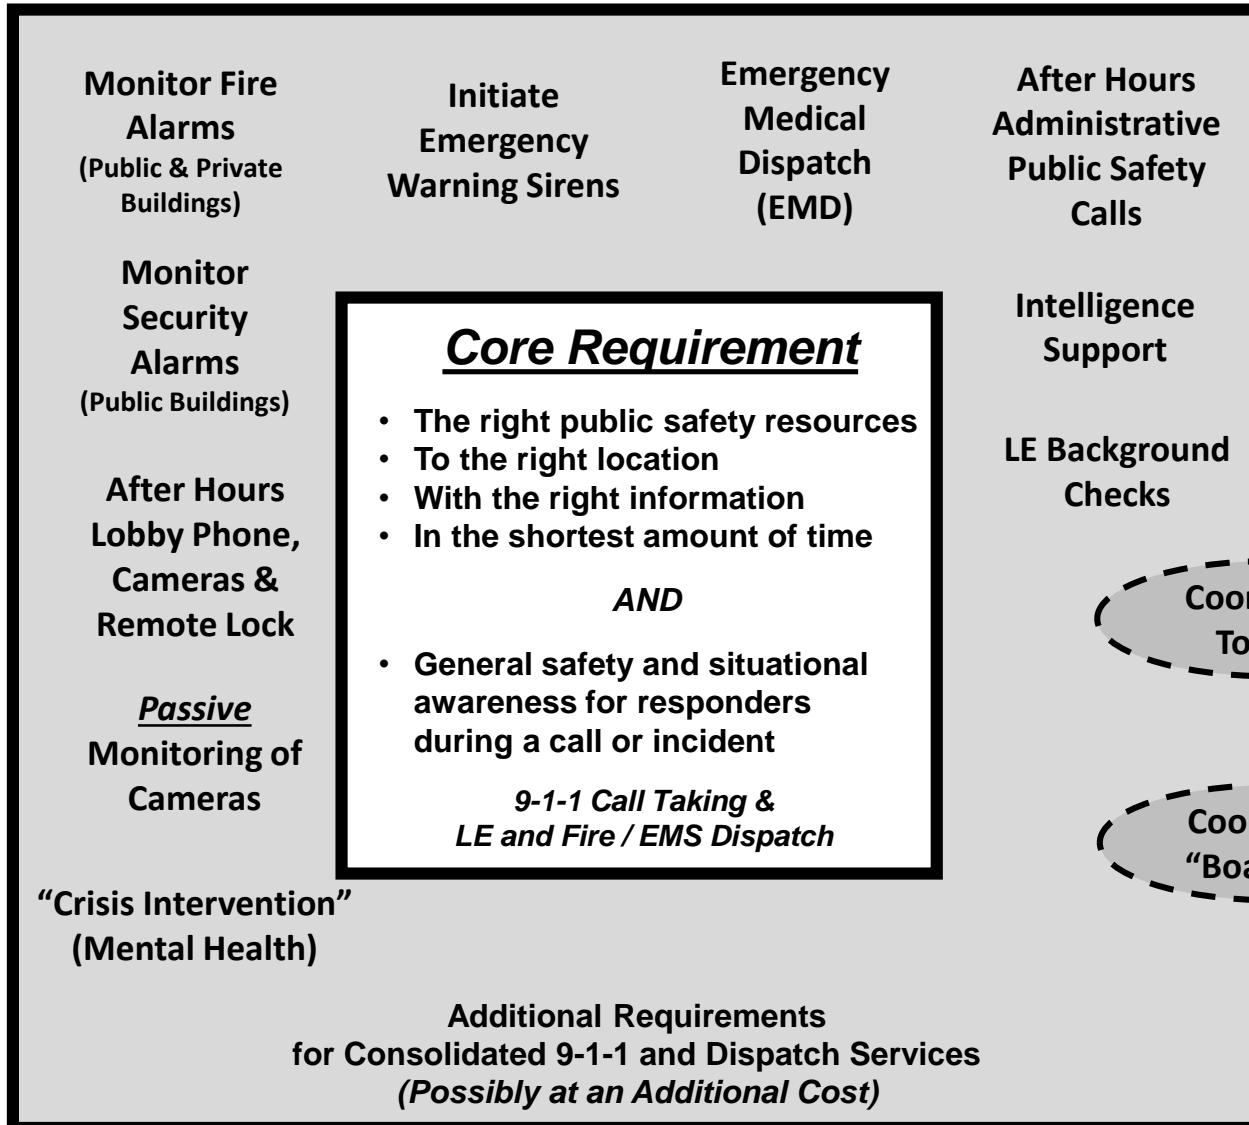 Monitor Fire
Alarms
(Public & Private
Buildings)
Initiate
Emergency
Warning Sirens
Emergency
Medical
Dispatch
(EMD)
After Hours
Administrative
Public Safety
Calls
Monitor
Security
Alarms
(Public Buildings)
Intelligence
Support
LE Background
Checks
After Hours
Lobby Phone,
Cameras &
Remote Lock
Passive
Monitoring of
Cameras
“Crisis Intervention”
(Mental Health)
Core Requirement
• The right public safety resources
• To the right location
• With the right information
• In the shortest amount of time
AND
• General safety and situational
awareness for responders
during a call or incident
9-1-1 Call Taking &
LE and Fire / EMS Dispatch
Additional Requirements
for Consolidated 9-1-1 and Dispatch Services
(Possibly at an Additional Cost)